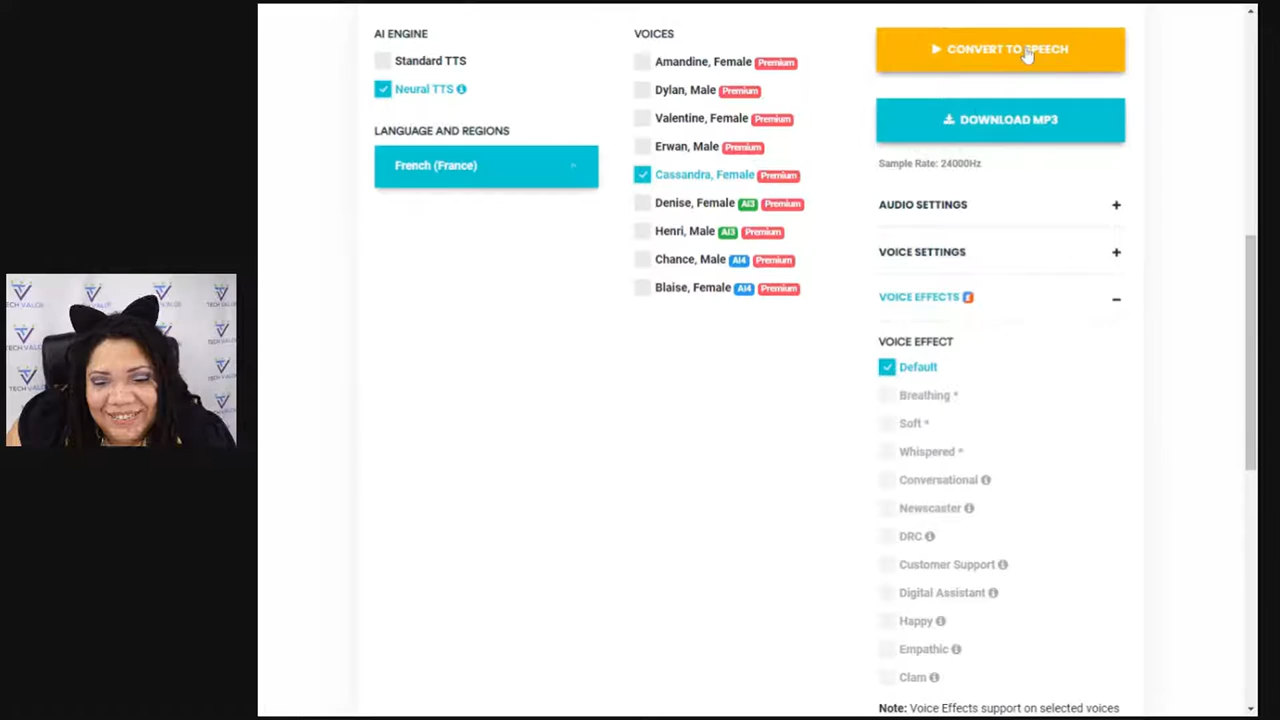 AI ENGINE
Standard TTS
Neural TTS
LANGUAGE AND REGIONS
French (France)
VOICES
Amandine, Female Premium
Dylan, Male Premium
Valentine, Female Premium
Erwan, Male Premium
Cassandra, Female Premium
Denise, Female AI3 Premium
Henri, Male AI3 Premium
Chance, Male AI4 Premium
Blaise, Female AI4 Premium
CONVERT TO SPEECH
DOWNLOAD MP3
Sample Rate: 24000Hz
AUDIO SETTINGS +
VOICE SETTINGS +
VOICE EFFECTS −
VOICE EFFECT
Default
Breathing *
Soft *
Whispered *
Conversational
Newscaster
DRC
Customer Support
Digital Assistant
Happy
Empathic
Clam
Note: Voice Effects support on selected voices
TECH VALOR